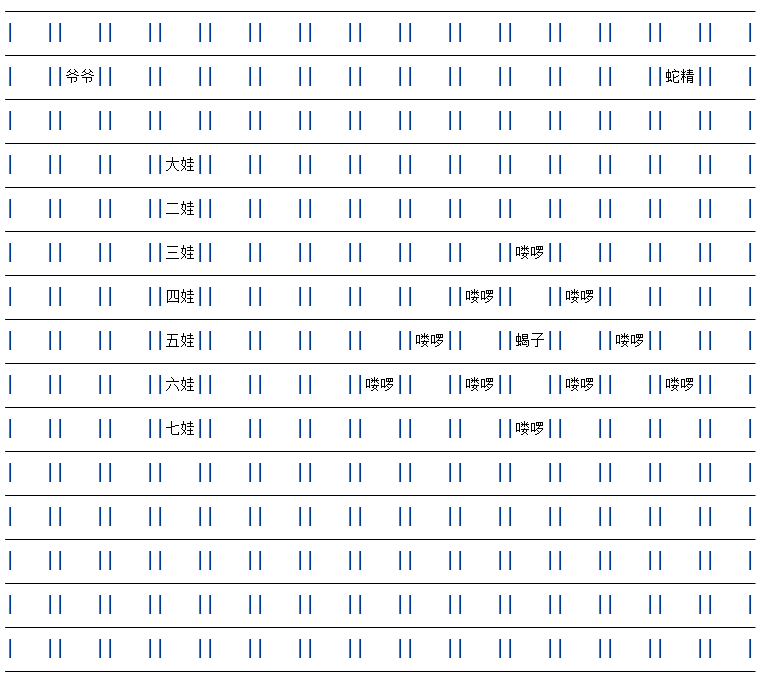 爷爷 蛇精
大娃
二娃
三娃 喽啰
四娃 喽啰 喽啰
五娃 喽啰 蝎子 喽啰
六娃 喽啰 喽啰 喽啰 喽啰
七娃 喽啰